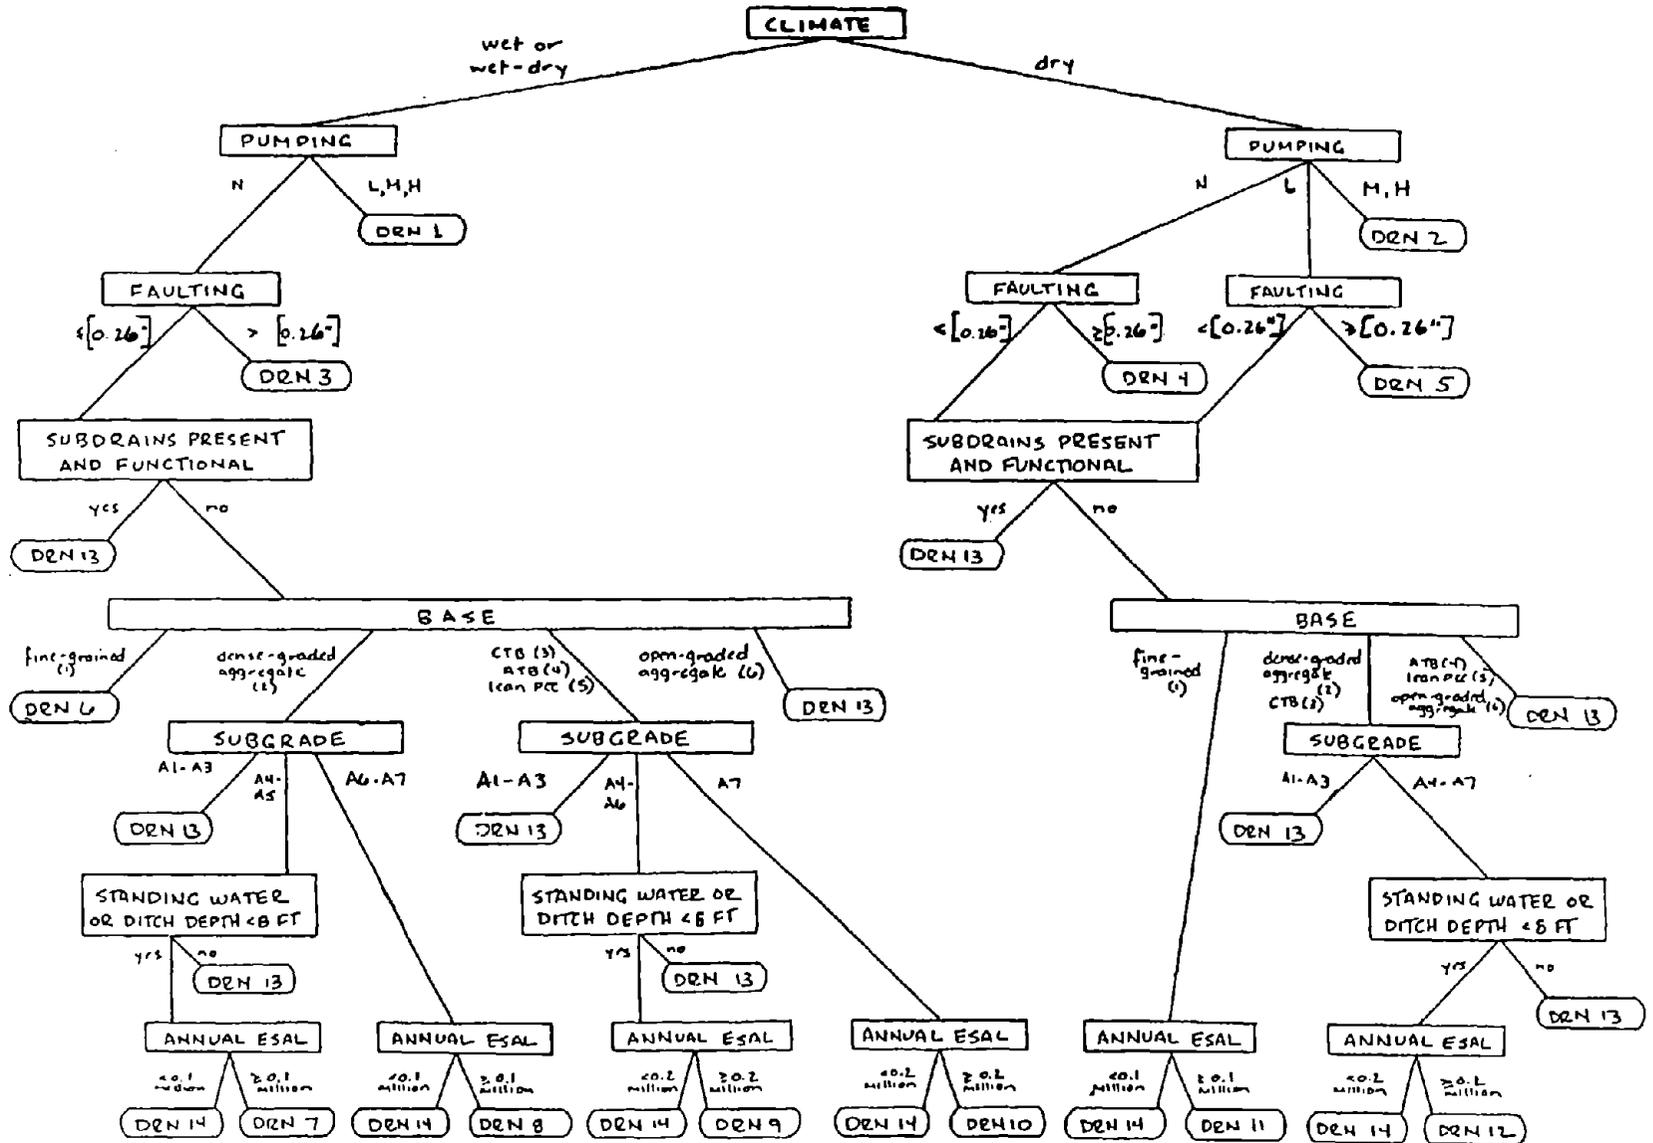 CLIMATE
wet or
wet-dry
dry
PUMPING
PUMPING
N
L,M,H
N
L
M, H
DRN 1
DRN 2
FAULTING
FAULTING
FAULTING
[0.26"]
> [0.26"]
<[0.26"]
≥[0.26"]
<[0.26"]
≥[0.26"]
DRN 3
DRN 4
DRN 5
SUBDRAINS PRESENT
AND FUNCTIONAL
SUBDRAINS PRESENT
AND FUNCTIONAL
yes
no
yes
no
DRN 13
DRN 13
BASE
BASE
fine-grained
(1)
dense-graded
aggregate
(2)
CTB (3)
ATB (4)
lean PCC (5)
open-graded
aggregate (6)
fine-
grained
(1)
dense-graded
aggregate
(2)
CTB (3)
ATB (4)
lean PCC (5)
open-graded
aggregate (6)
DRN 6
DRN 13
DRN 13
SUBGRADE
SUBGRADE
SUBGRADE
A1-A3
A4-
A5
A6-A7
A1-A3
A4-
A6
A7
A1-A3
A4-A7
DRN 13
DRN 13
DRN 13
STANDING WATER
OR DITCH DEPTH
FT
STANDING WATER OR
DITCH DEPTH
FT
STANDING WATER OR
DITCH DEPTH
FT
yes
no
yes
no
yes
no
DRN 13
DRN 13
DRN 13
ANNUAL ESAL
ANNUAL ESAL
ANNUAL ESAL
ANNUAL ESAL
ANNUAL ESAL
ANNUAL ESAL
<0.1
million
≥0.1
million
<0.1
million
≥0.1
million
<0.2
million
≥0.2
million
<0.2
million
≥0.2
million
<0.1
million
≥0.1
million
<0.2
million
≥0.2
million
DRN 14
DRN 7
DRN 14
DRN 8
DRN 14
DRN 9
DRN 14
DRN 10
DRN 14
DRN 11
DRN 14
DRN 12